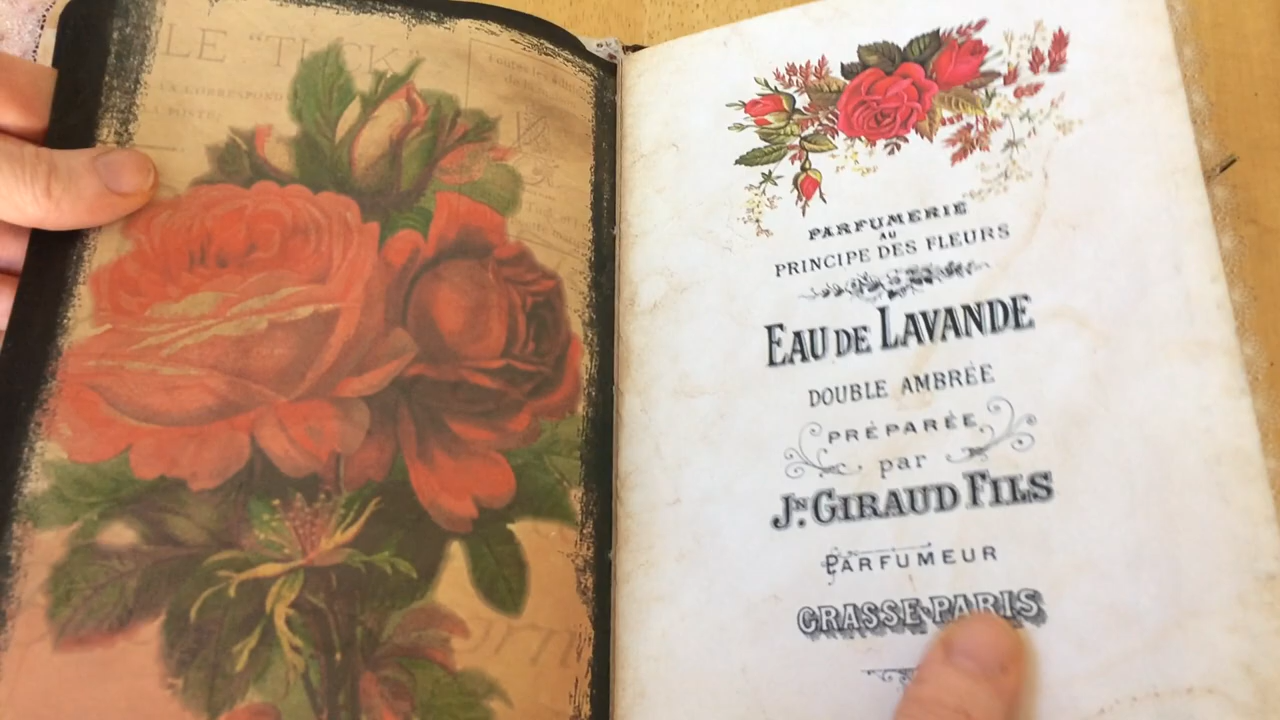 LE "TUCK"
PARFUMERIE
AU
PRINCIPE DES FLEURS
EAU DE LAVANDE
DOUBLE AMBRÉE
PRÉPARÉE
par
JN. GIRAUD FILS
PARFUMEUR
GRASSE-PARIS